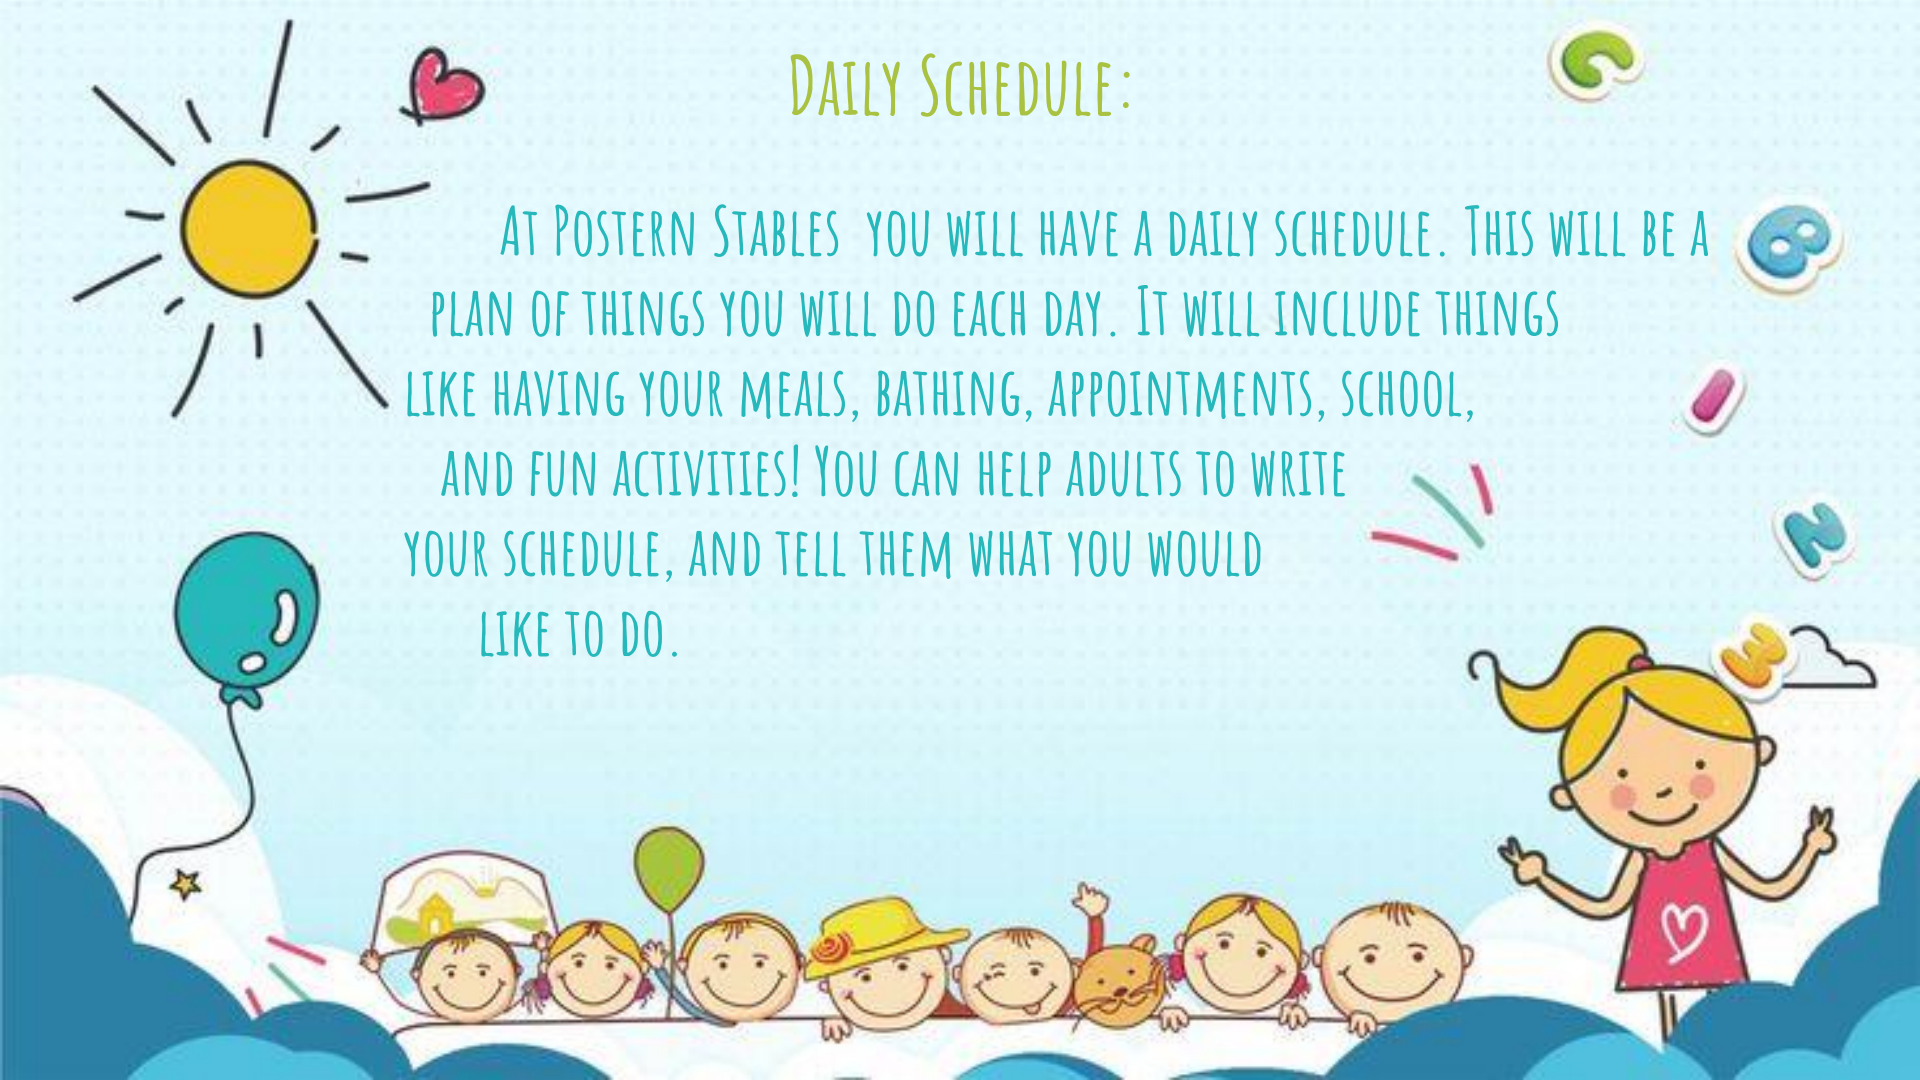 Daily Schedule:
At Postern Stables you will have a daily schedule. This will be a
plan of things you will do each day. It will include things
like having your meals, bathing, appointments, school,
and fun activities! You can help adults to write
your schedule, and tell them what you would
like to do.
C
B
I
N
E